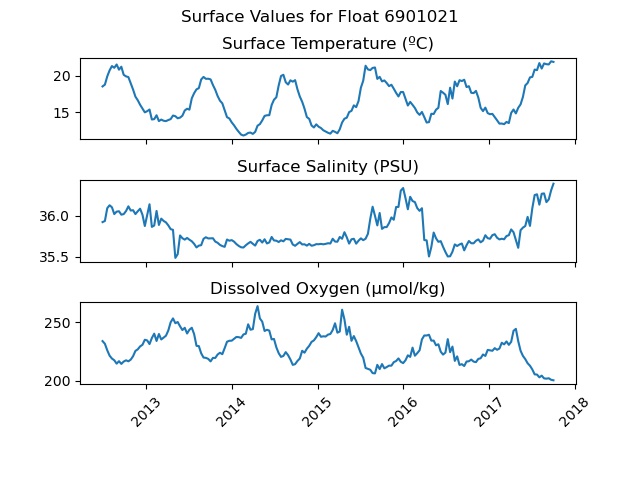 Surface Values for Float 6901021
Surface Temperature (ºC)
20
15
Surface Salinity (PSU)
36.0
35.5
Dissolved Oxygen (µmol/kg)
250
200
2013 2014 2015 2016 2017 2018